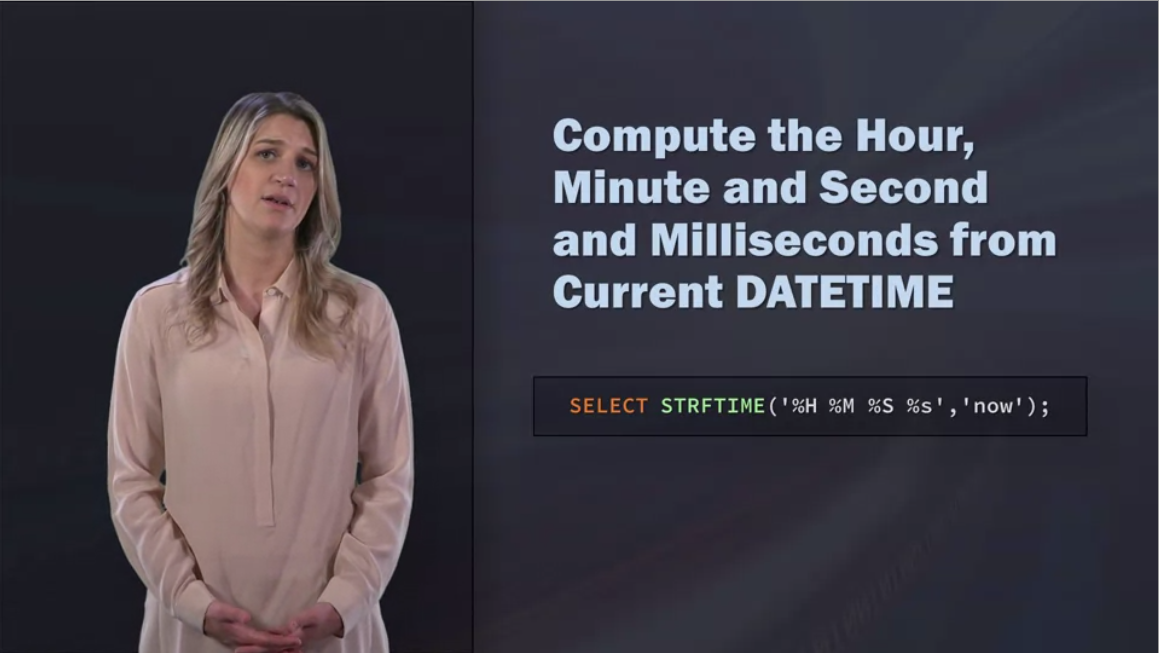 Compute the Hour,
Minute and Second
and Milliseconds from
Current DATETIME
SELECT STRFTIME('%H %M %S %s','now');